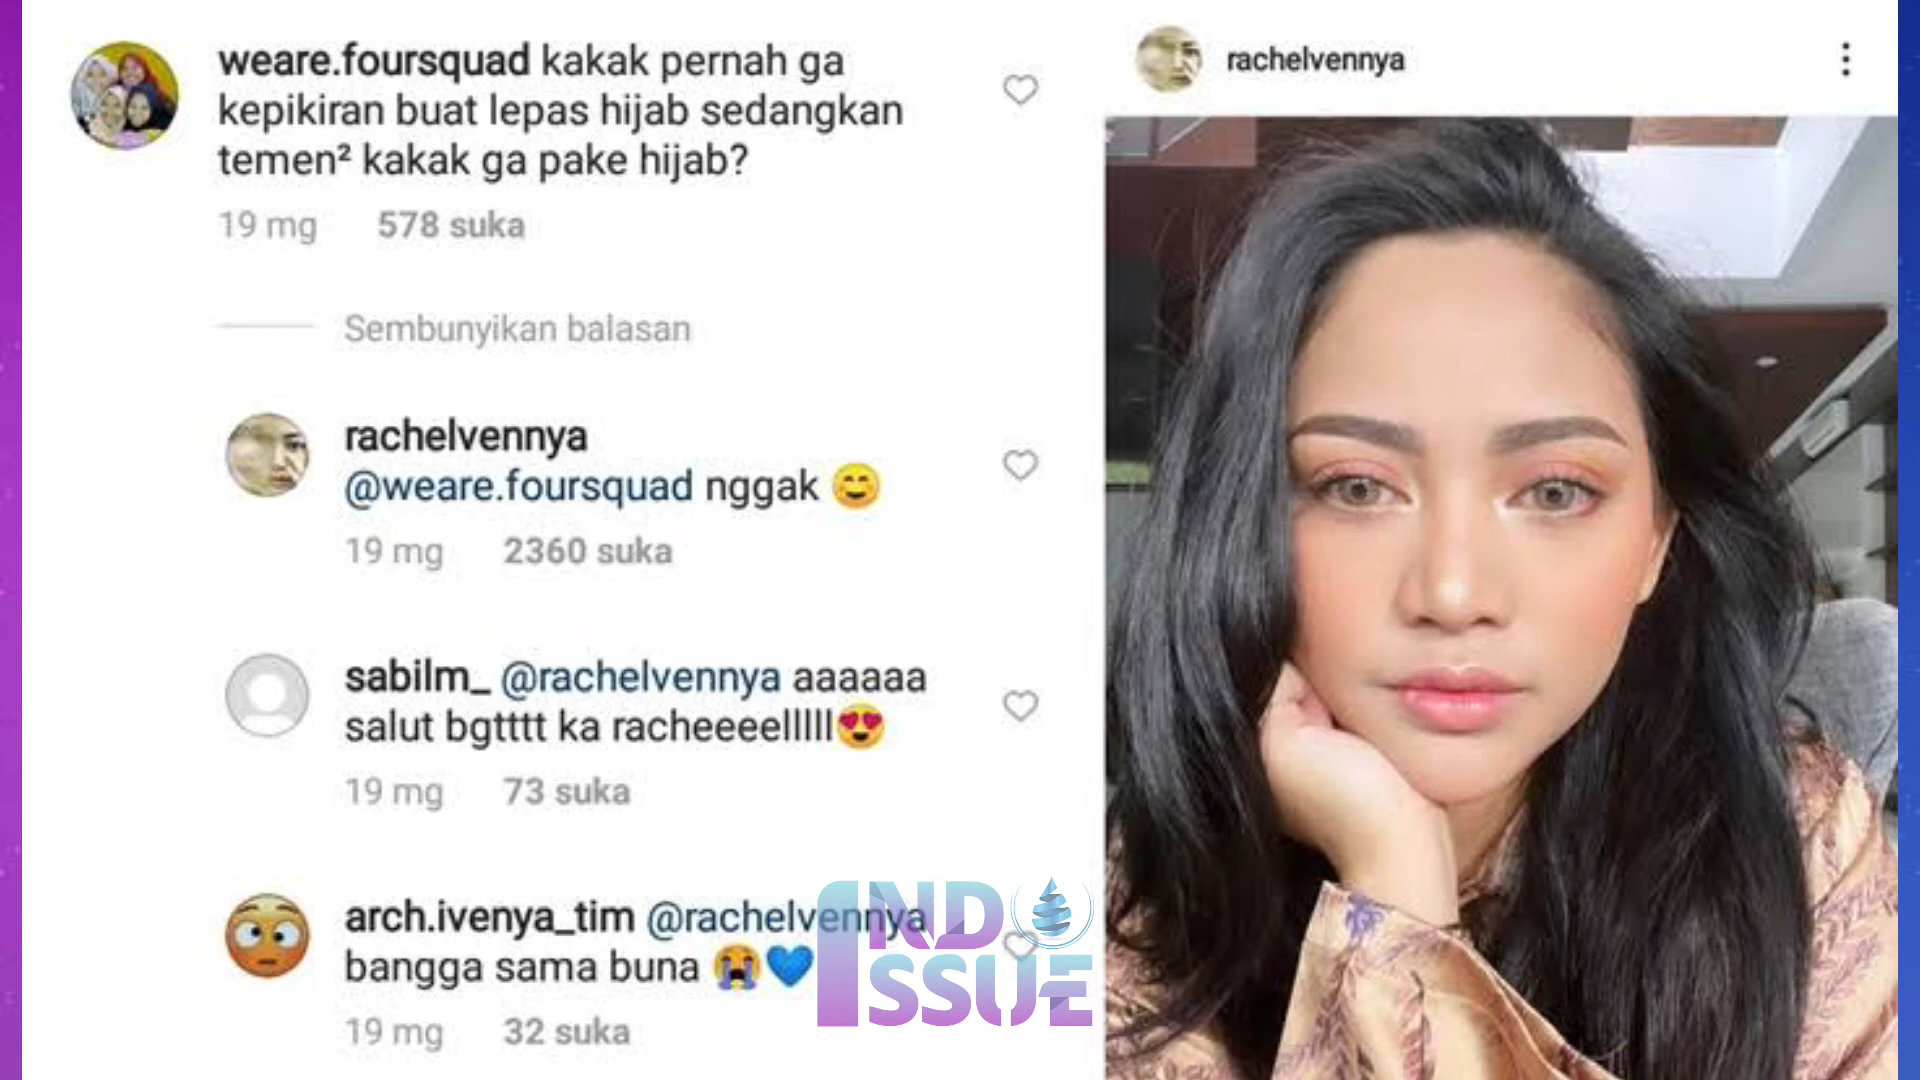 weare.foursquad kakak pernah ga
kepikiran buat lepas hijab sedangkan
temen² kakak ga pake hijab?
19 mg 578 suka
Sembunyikan balasan
rachelvennya
@weare.foursquad nggak 😊
19 mg 2360 suka
sabilm_ @rachelvennya aaaaaa
salut bgtttt ka racheeeelllll😍
19 mg 73 suka
arch.ivenya_tim @rachelvennya
bangga sama buna 😭💙
19 mg 32 suka
INDO
ISSUE
rachelvennya